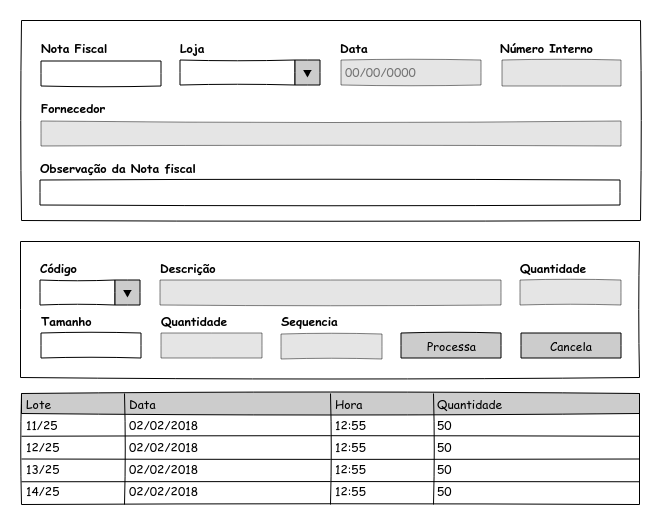 Nota Fiscal Loja Data Número Interno
▼ 00/00/0000
Fornecedor
Observação da Nota fiscal
Código Descrição Quantidade
▼
Tamanho Quantidade Sequencia
Processa Cancela
Lote Data Hora Quantidade
11/25 02/02/2018 12:55 50
12/25 02/02/2018 12:55 50
13/25 02/02/2018 12:55 50
14/25 02/02/2018 12:55 50